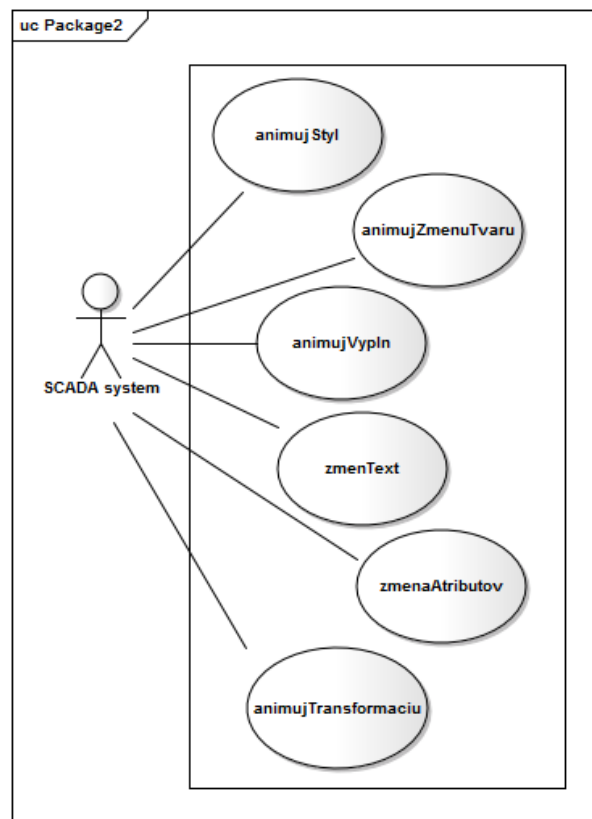 uc Package2
animujStyl
animujZmenuTvaru
animujVypln
SCADA system
zmenText
zmenaAtributov
animujTransformaciu